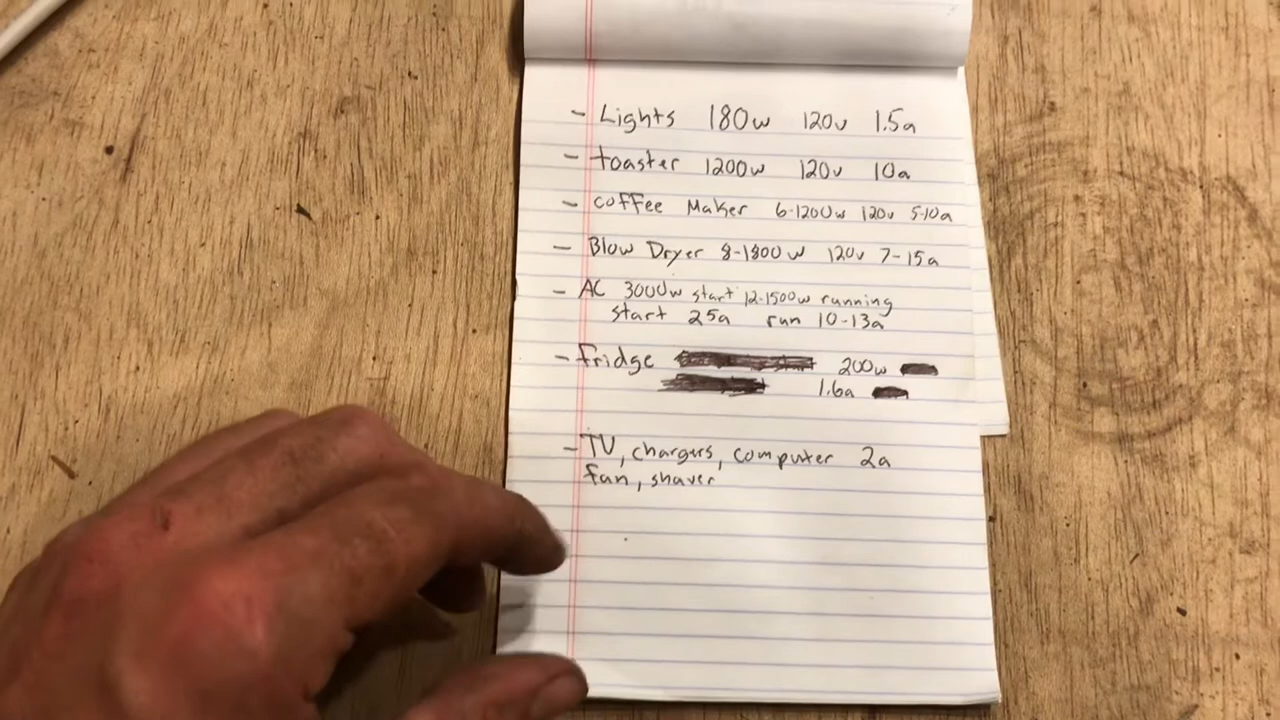 - Lights 180w 120v 1.5a
- toaster 1200w 120v 10a
- coffee Maker 6-1200w 120v 5-10a
- Blow Dryer 8-1800w 120v 7-15a
- AC 3000w start 12-1500w running
start 25a run 10-13a
- fridge 200w
1.6a
- TV, chargers, computer 2a
fan, shaver